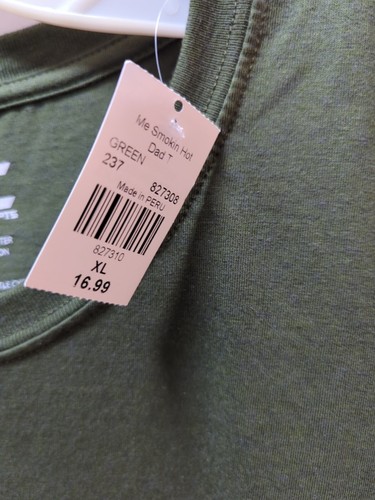 Me Smokin Hot
Dad T
GREEN
237
827308
Made in PERU
827310
XL
16.99